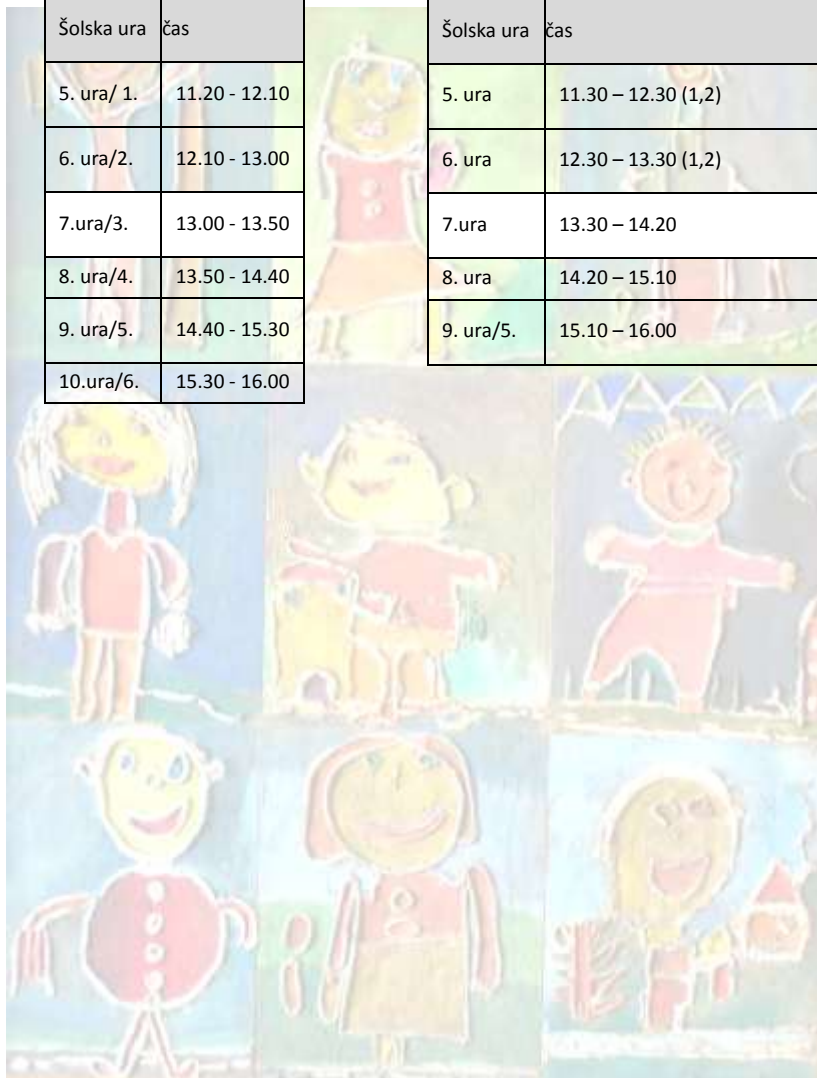 Šolska ura čas
5. ura/ 1. 11.20 - 12.10
6. ura/2. 12.10 - 13.00
7.ura/3. 13.00 - 13.50
8. ura/4. 13.50 - 14.40
9. ura/5. 14.40 - 15.30
10.ura/6. 15.30 - 16.00
Šolska ura čas
5. ura 11.30 – 12.30 (1,2)
6. ura 12.30 – 13.30 (1,2)
7.ura 13.30 – 14.20
8. ura 14.20 – 15.10
9. ura/5. 15.10 – 16.00